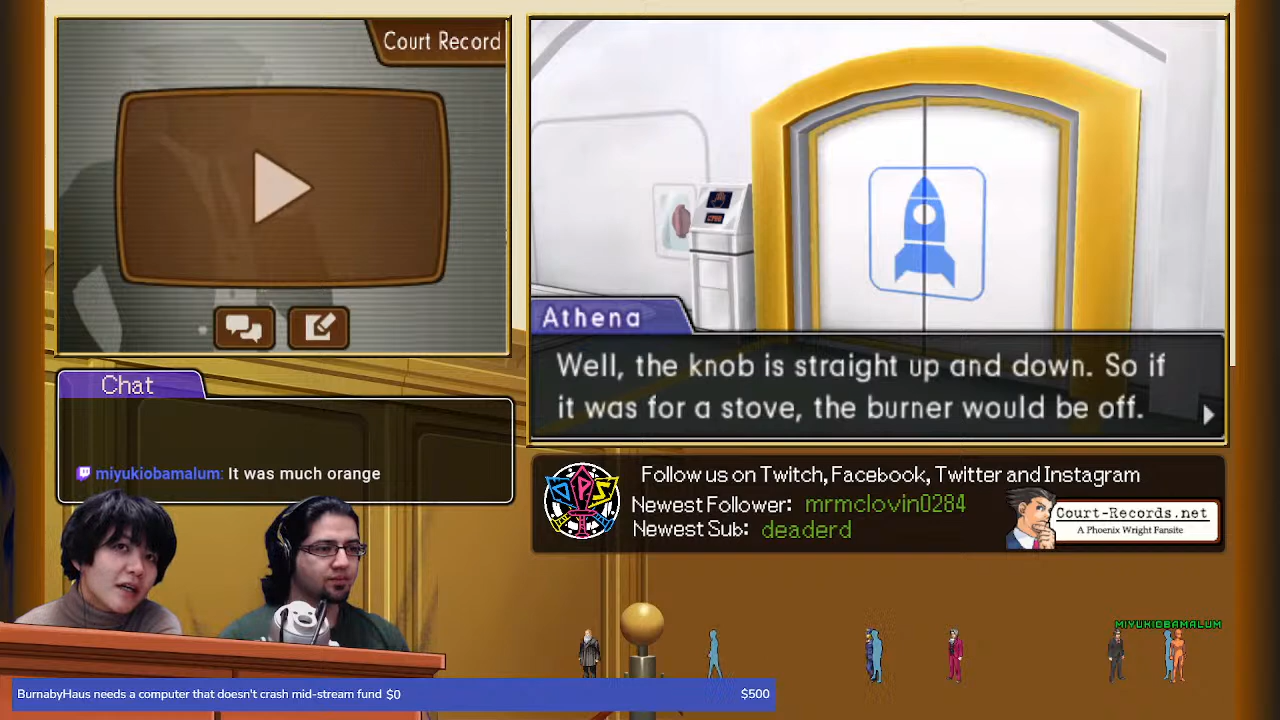 Court Record
Athena
Well, the knob is straight up and down. So if
it was for a stove, the burner would be off.
Chat
miyukiobamalum: It was much orange
Follow us on Twitch, Facebook, Twitter and Instagram
Newest Follower: mrmclovin0284
Newest Sub: deaderd
Court-Records.net
A Phoenix Wright Fansite
MIYUKIOBAMALUM
BurnabyHaus needs a computer that doesn't crash mid-stream fund $0
$500